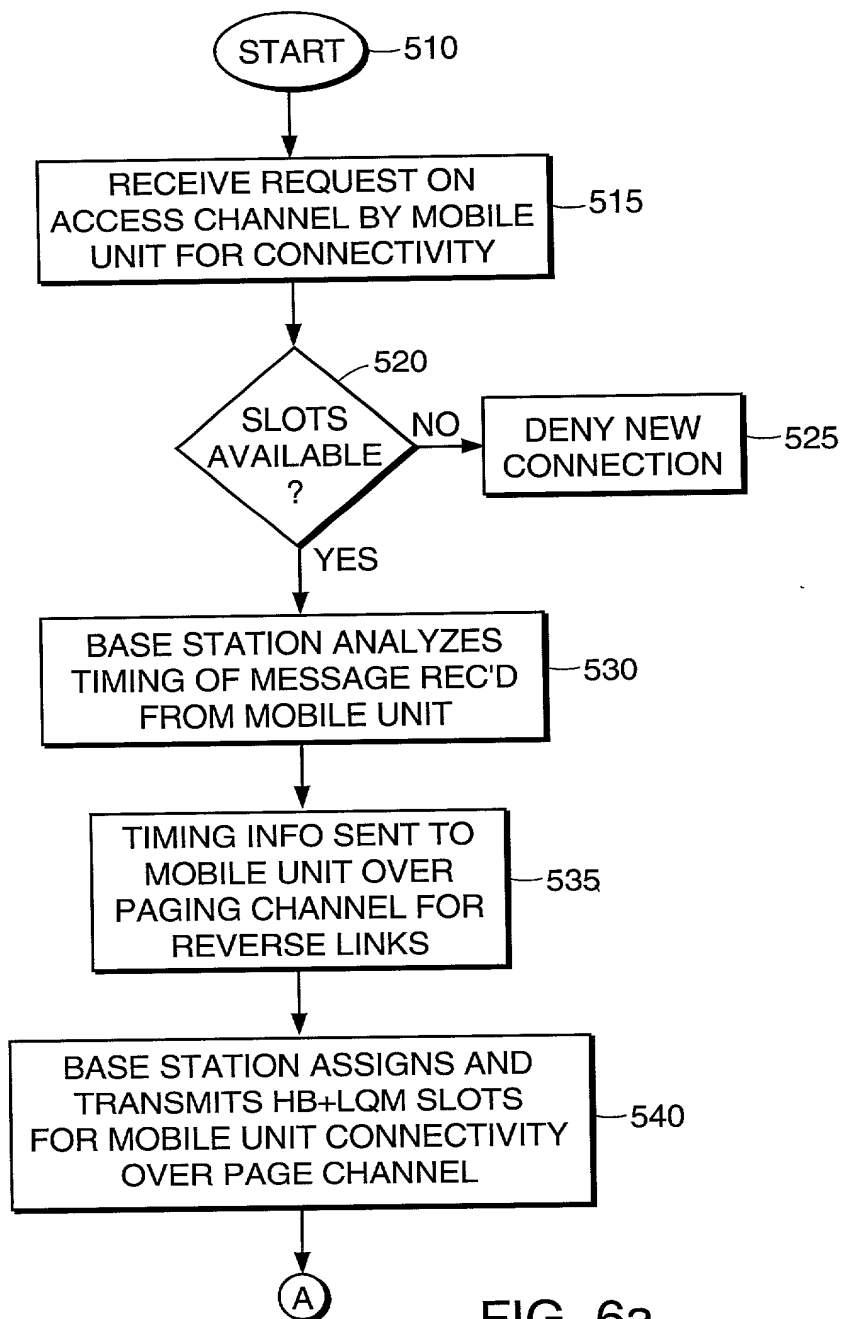 START
510
RECEIVE REQUEST ON
ACCESS CHANNEL BY MOBILE
UNIT FOR CONNECTIVITY
515
520
SLOTS
AVAILABLE
?
NO
DENY NEW
CONNECTION
525
YES
BASE STATION ANALYZES
TIMING OF MESSAGE REC'D
FROM MOBILE UNIT
530
TIMING INFO SENT TO
MOBILE UNIT OVER
PAGING CHANNEL FOR
REVERSE LINKS
535
BASE STATION ASSIGNS AND
TRANSMITS HB+LQM SLOTS
FOR MOBILE UNIT CONNECTIVITY
OVER PAGE CHANNEL
540
A
FIG. 6a